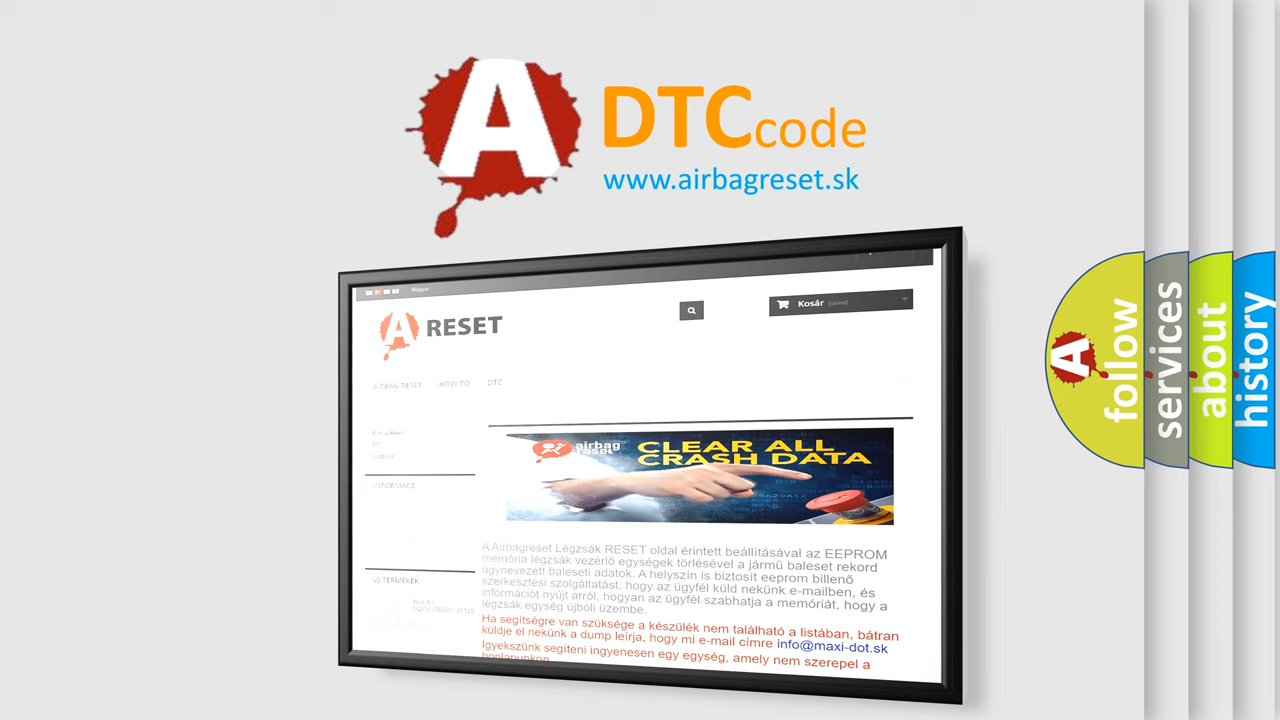 A
DTCcode
www.airbagreset.sk
Magyar
A RESET
Kosár (üres)
AIRBAG RESET HOW TO DTC
INFORMACE
ÚJ TERMÉKEK
airbag
reset
CLEAR ALL
CRASH DATA
A Airbagreset Légzsák RESET oldal érintett beállításával az EEPROM
memória légzsák vezérlő egységek törlésével a jármű baleset rekord
úgynevezett baleseti adatok. A helyszín is biztosít eeprom billenő
szerkesztési szolgáltatást, hogy az ügyfél küld nekünk e-mailben, és
információt nyújt arról, hogyan az ügyfél szabhatja a memóriát, hogy a
légzsák egység újbóli üzembe.
Ha segítségre van szüksége a készülék nem található a listában, bátran
küldje el nekünk a dump leírja, hogy mi e-mail címre info@maxi-dot.sk
Igyekszünk segíteni ingyenesen egy egység, amely nem szerepel a
honlapunkon
A
follow
services
about
history